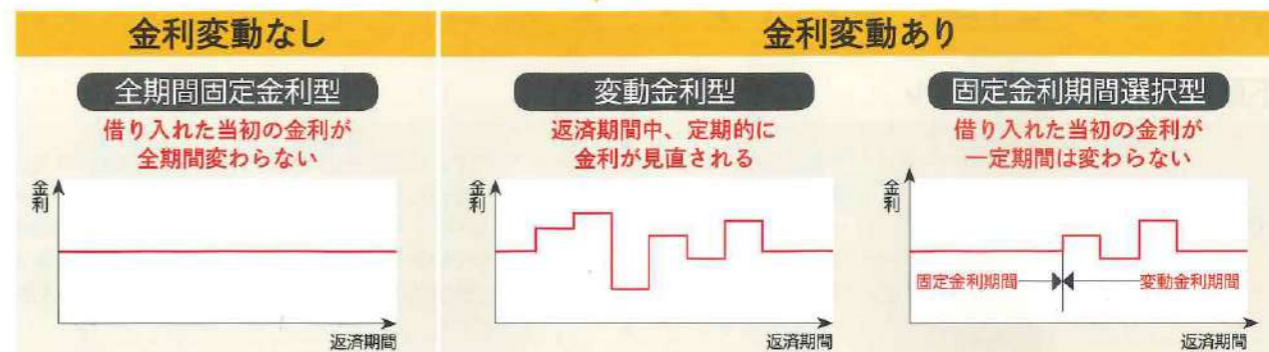 金利変動なし
全期間固定金利型
借り入れた当初の金利が
全期間変わらない
金利
返済期間
金利変動あり
変動金利型
返済期間中、定期的に
金利が見直される
金利
返済期間
固定金利期間選択型
借り入れた当初の金利が
一定期間は変わらない
金利
固定金利期間
変動金利期間
返済期間